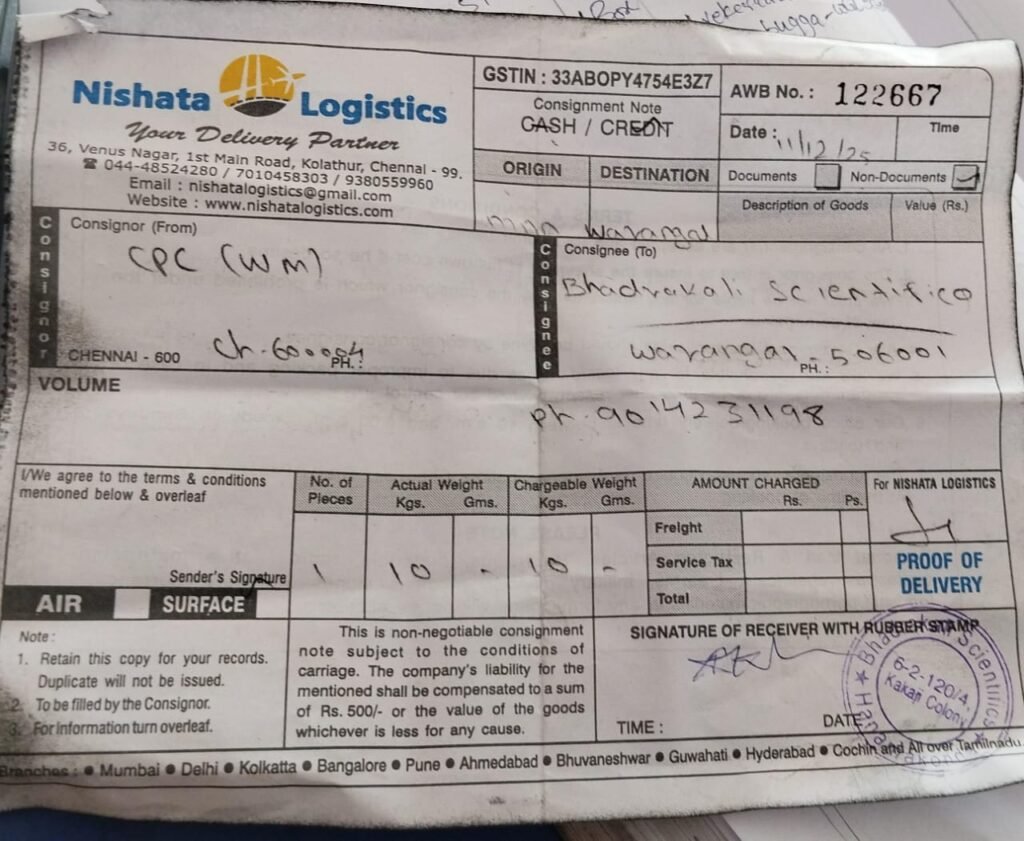 Nishata Logistics
Your Delivery Partner
36, Venus Nagar, 1st Main Road, Kolathur, Chennai - 99.
☎ 044-48524280 / 7010458303 / 9380559960
Email : nishatalogistics@gmail.com
Website : www.nishatalogistics.com
GSTIN : 33ABOPY4754E3Z7
Consignment Note
CASH / CREDIT
AWB No. : 122667
Date : 11/12/25
Time
ORIGIN DESTINATION
Warangal
Documents Non-Documents
Description of Goods Value (Rs.)
Consignor
Consignor (From)
CPC (WM)
CHENNAI - 600 Ch-600004
PH. :
Consignee
Consignee (To)
Bhadrakali Scientifico
Warangal - 506001
PH. :
VOLUME
Ph. 9014231198
I/We agree to the terms & conditions
mentioned below & overleaf
Sender's Signature
AIR SURFACE
No. of Pieces
1
Actual Weight
Kgs. Gms.
10 -
Chargeable Weight
Kgs. Gms.
10 -
AMOUNT CHARGED
Rs. Ps.
Freight
Service Tax
Total
For NISHATA LOGISTICS
PROOF OF
DELIVERY
Note :
1. Retain this copy for your records.
Duplicate will not be issued.
2. To be filled by the Consignor.
3. For information turn overleaf.
This is non-negotiable consignment
note subject to the conditions of
carriage. The company's liability for the
mentioned shall be compensated to a sum
of Rs. 500/- or the value of the goods
whichever is less for any cause.
SIGNATURE OF RECEIVER WITH RUBBER STAMP
TIME :
DATE
6-2-120/4,
Kakaji Colony
Scientifics
Branches : ● Mumbai ● Delhi ● Kolkatta ● Bangalore ● Pune ● Ahmedabad ● Bhuvaneshwar ● Guwahati ● Hyderabad ● Cochin and All over Tamilnadu.